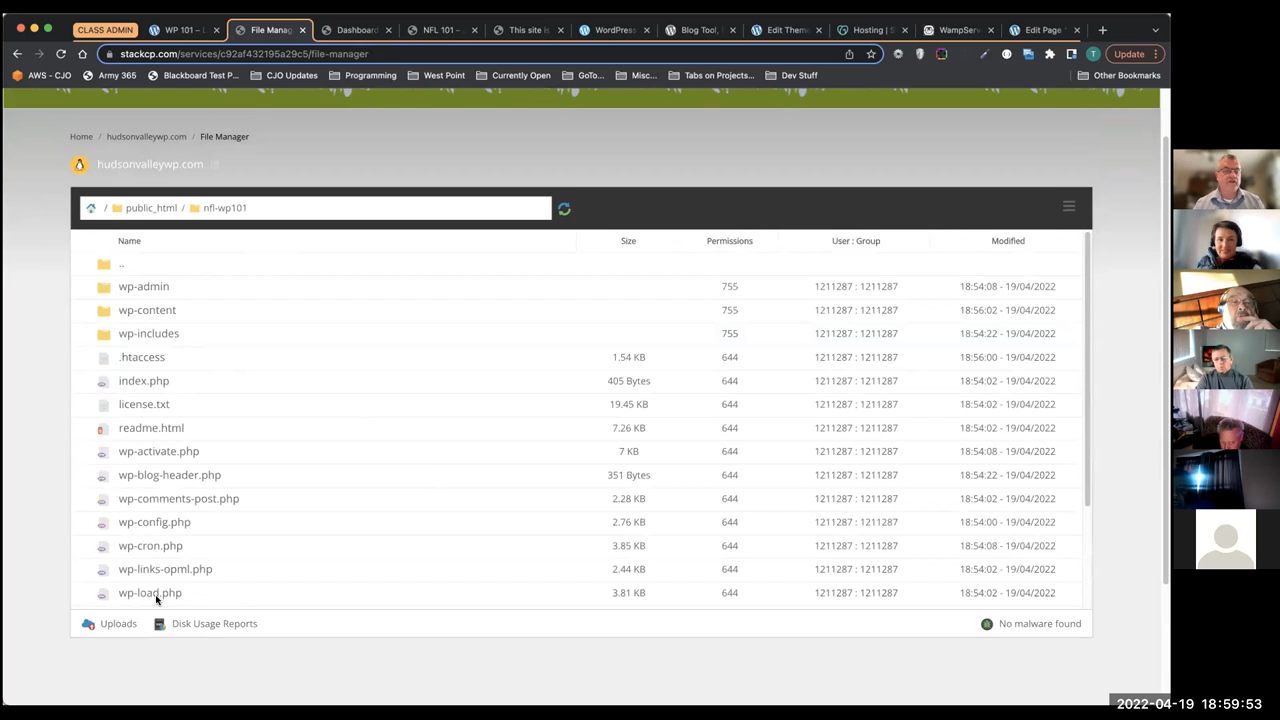 CLASS ADMIN WP 101 – File Manag Dashboard NFL 101 – This site is WordPress Blog Tool, Edit Them Hosting | S WampServ Edit Page
stackcp.com/services/c92af432195a29c5/file-manager T Update
AWS - CJO Army 365 Blackboard Test P... CJO Updates Programming West Point Currently Open GoTo... Misc... Tabs on Projects... Dev Stuff Other Bookmarks
Home / hudsonvalleywp.com / File Manager
hudsonvalleywp.com
/ public_html / nfl-wp101
Name Size Permissions User : Group Modified
..
wp-admin 755 1211287 : 1211287 18:54:08 - 19/04/2022
wp-content 755 1211287 : 1211287 18:56:02 - 19/04/2022
wp-includes 755 1211287 : 1211287 18:54:22 - 19/04/2022
.htaccess 1.54 KB 644 1211287 : 1211287 18:56:00 - 19/04/2022
index.php 405 Bytes 644 1211287 : 1211287 18:54:02 - 19/04/2022
license.txt 19.45 KB 644 1211287 : 1211287 18:54:02 - 19/04/2022
readme.html 7.26 KB 644 1211287 : 1211287 18:54:02 - 19/04/2022
wp-activate.php 7 KB 644 1211287 : 1211287 18:54:08 - 19/04/2022
wp-blog-header.php 351 Bytes 644 1211287 : 1211287 18:54:22 - 19/04/2022
wp-comments-post.php 2.28 KB 644 1211287 : 1211287 18:54:02 - 19/04/2022
wp-config.php 2.76 KB 644 1211287 : 1211287 18:54:00 - 19/04/2022
wp-cron.php 3.85 KB 644 1211287 : 1211287 18:54:08 - 19/04/2022
wp-links-opml.php 2.44 KB 644 1211287 : 1211287 18:54:02 - 19/04/2022
wp-load.php 3.81 KB 644 1211287 : 1211287 18:54:02 - 19/04/2022
Uploads Disk Usage Reports No malware found
2022-04-19 18:59:53